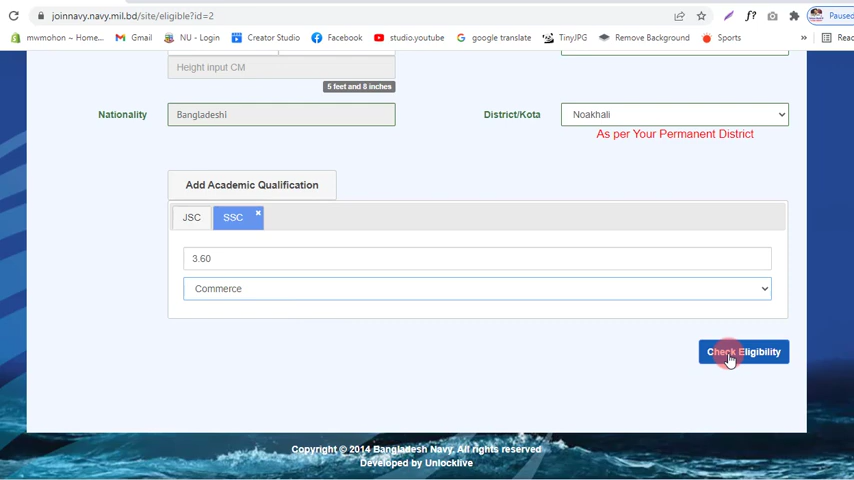 joinnavy.navy.mil.bd/site/eligible?id=2
Paused
mwmohon ~ Home...
Gmail
NU - Login
Creator Studio
Facebook
studio.youtube
google translate
TinyJPG
Remove Background
Sports
»
Read
Height input CM
5 feet and 8 inches
Nationality
Bangladeshi
District/Kota
Noakhali
As per Your Permanent District
Add Academic Qualification
JSC
SSC
3.60
Commerce
Check Eligibility
Copyright © 2014 Bangladesh Navy, All rights reserved
Developed by Unlocklive